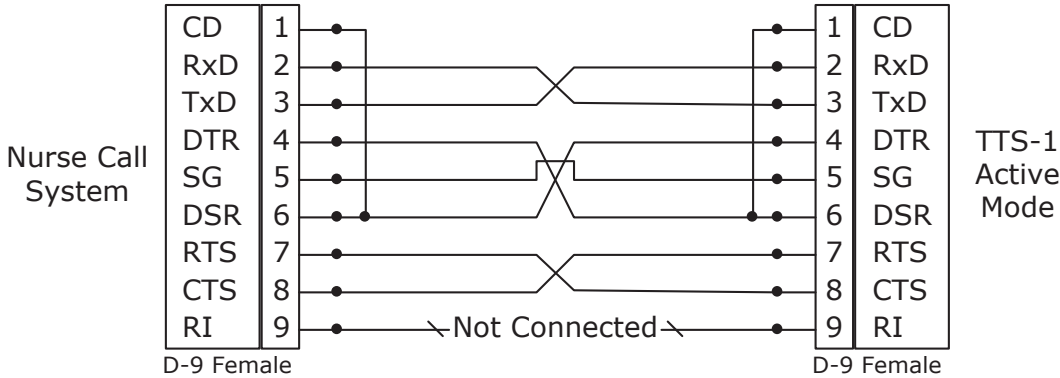 CD 1 1 CD
RxD 2 2 RxD
TxD 3 3 TxD
DTR 4 4 DTR
Nurse Call
System
SG 5 5 SG
TTS-1
Active
Mode
DSR 6 6 DSR
RTS 7 7 RTS
CTS 8 8 CTS
RI 9 Not Connected 9 RI
D-9 Female D-9 Female